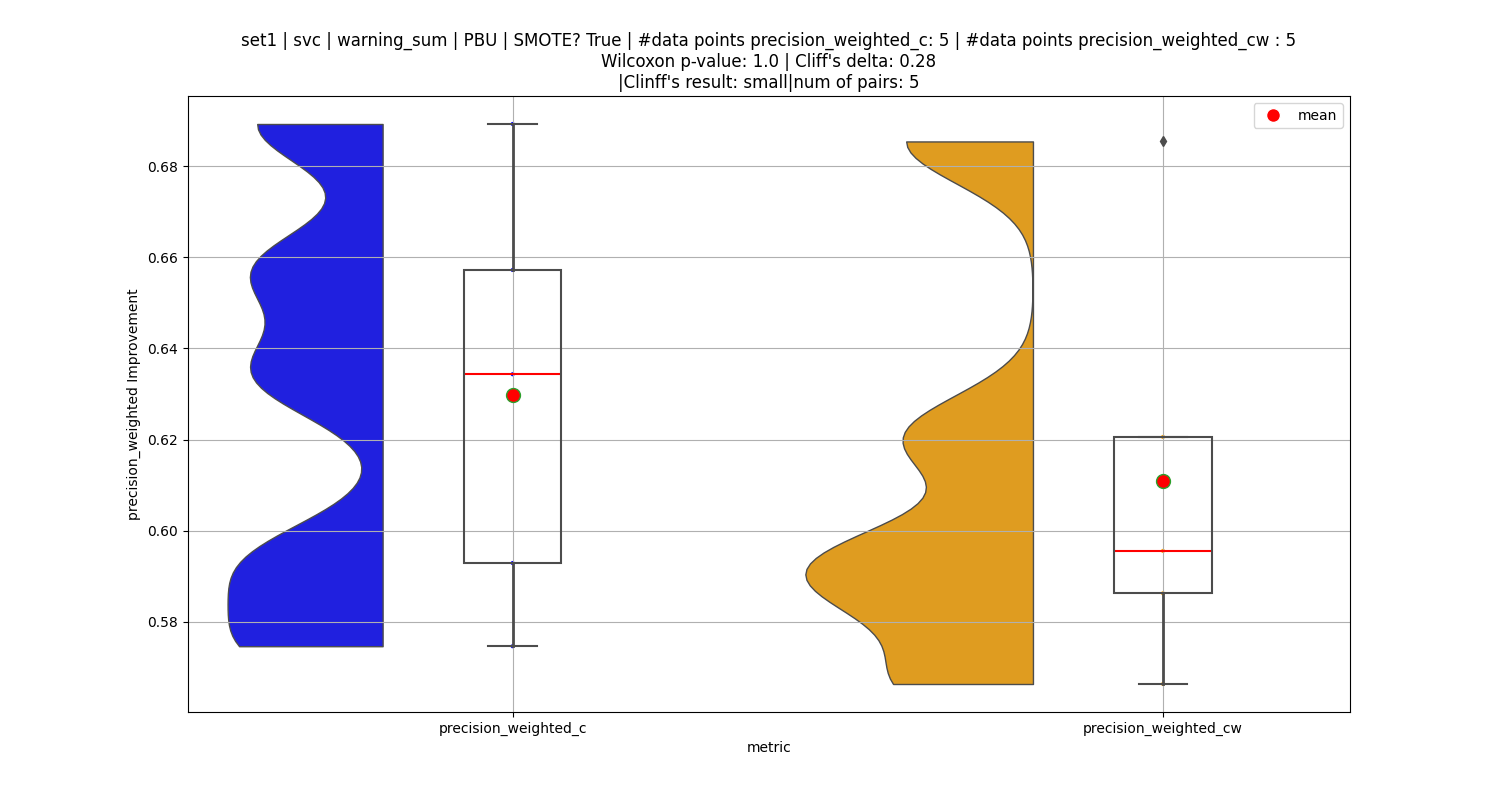 set1 | svc | warning_sum | PBU | SMOTE? True | #data points precision_weighted_c: 5 | #data points precision_weighted_cw : 5
Wilcoxon p-value: 1.0 | Cliff's delta: 0.28
|Clinff's result: small|num of pairs: 5
mean
0.68
0.66
0.64
0.62
0.60
0.58
precision_weighted Improvement
precision_weighted_c
precision_weighted_cw
metric